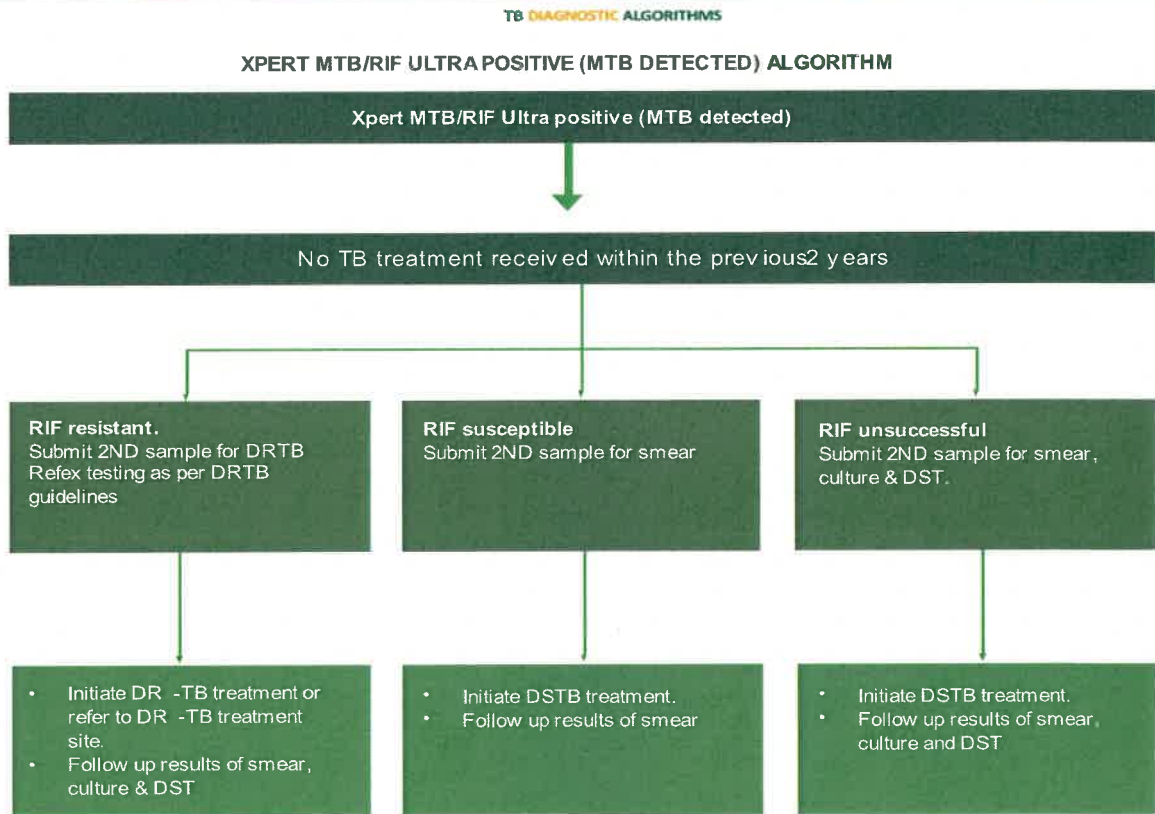 TB DIAGNOSTIC ALGORITHMS
XPERT MTB/RIF ULTRA POSITIVE (MTB DETECTED) ALGORITHM
Xpert MTB/RIF Ultra positive (MTB detected)
No TB treatment received within the previous2 years
RIF resistant.
Submit 2ND sample for DRTB
Refex testing as per DRTB
guidelines
RIF susceptible
Submit 2ND sample for smear
RIF unsuccessful
Submit 2ND sample for smear,
culture & DST.
• Initiate DR -TB treatment or
refer to DR -TB treatment
site.
• Follow up results of smear,
culture & DST
• Initiate DSTB treatment.
• Follow up results of smear
• Initiate DSTB treatment.
• Follow up results of smear,
culture and DST